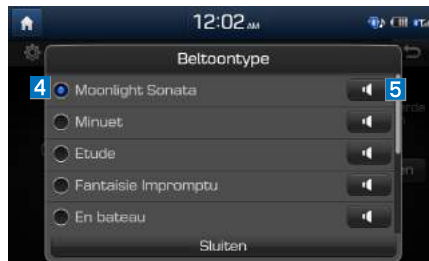 12:02 AM
Beltoontype
4 Moonlight Sonata 5
Minuet
Etude
Fantaisie Impromptu
En bateau
Sluiten